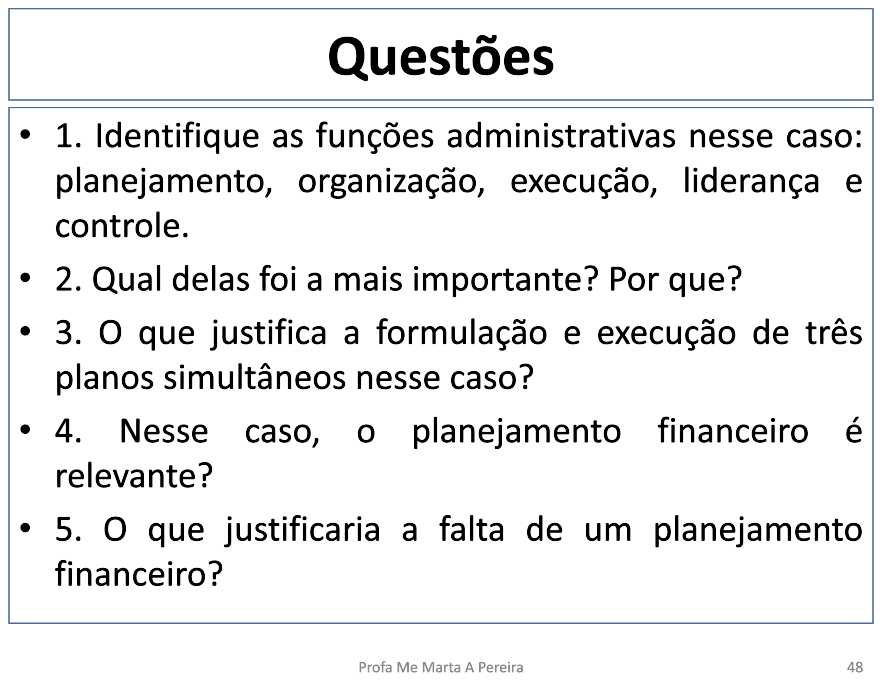 Questões
• 1. Identifique as funções administrativas nesse caso:
planejamento, organização, execução, liderança e
controle.
• 2. Qual delas foi a mais importante? Por que?
• 3. O que justifica a formulação e execução de três
planos simultâneos nesse caso?
• 4. Nesse caso, o planejamento financeiro é
relevante?
• 5. O que justificaria a falta de um planejamento
financeiro?
Profa Me Marta A Pereira
48